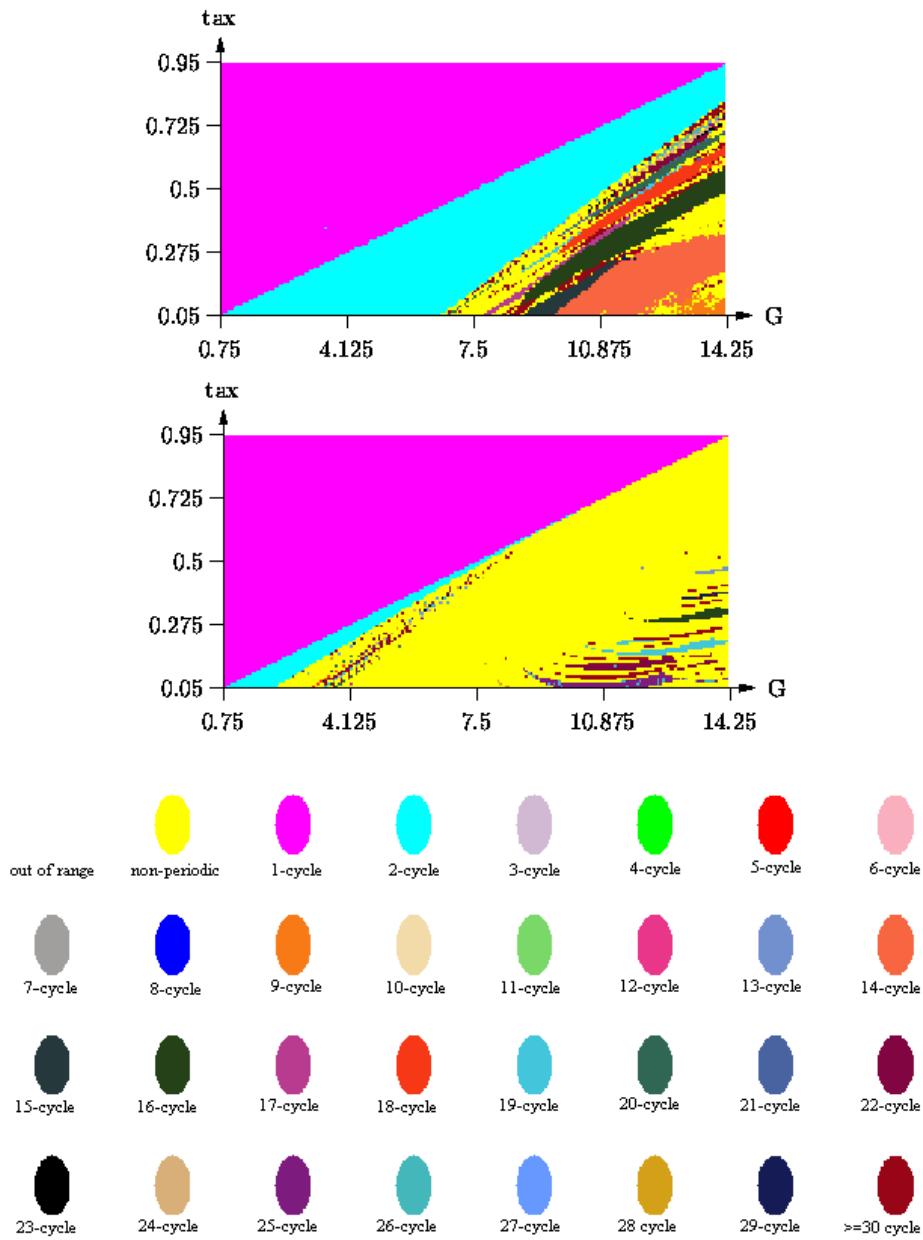 tax
0.95
0.725
0.5
0.275
0.05
G
0.75 4.125 7.5 10.875 14.25
tax
0.95
0.725
0.5
0.275
0.05
G
0.75 4.125 7.5 10.875 14.25
out of range non-periodic 1-cycle 2-cycle 3-cycle 4-cycle 5-cycle 6-cycle
7-cycle 8-cycle 9-cycle 10-cycle 11-cycle 12-cycle 13-cycle 14-cycle
15-cycle 16-cycle 17-cycle 18-cycle 19-cycle 20-cycle 21-cycle 22-cycle
23-cycle 24-cycle 25-cycle 26-cycle 27-cycle 28 cycle 29-cycle >=30 cycle